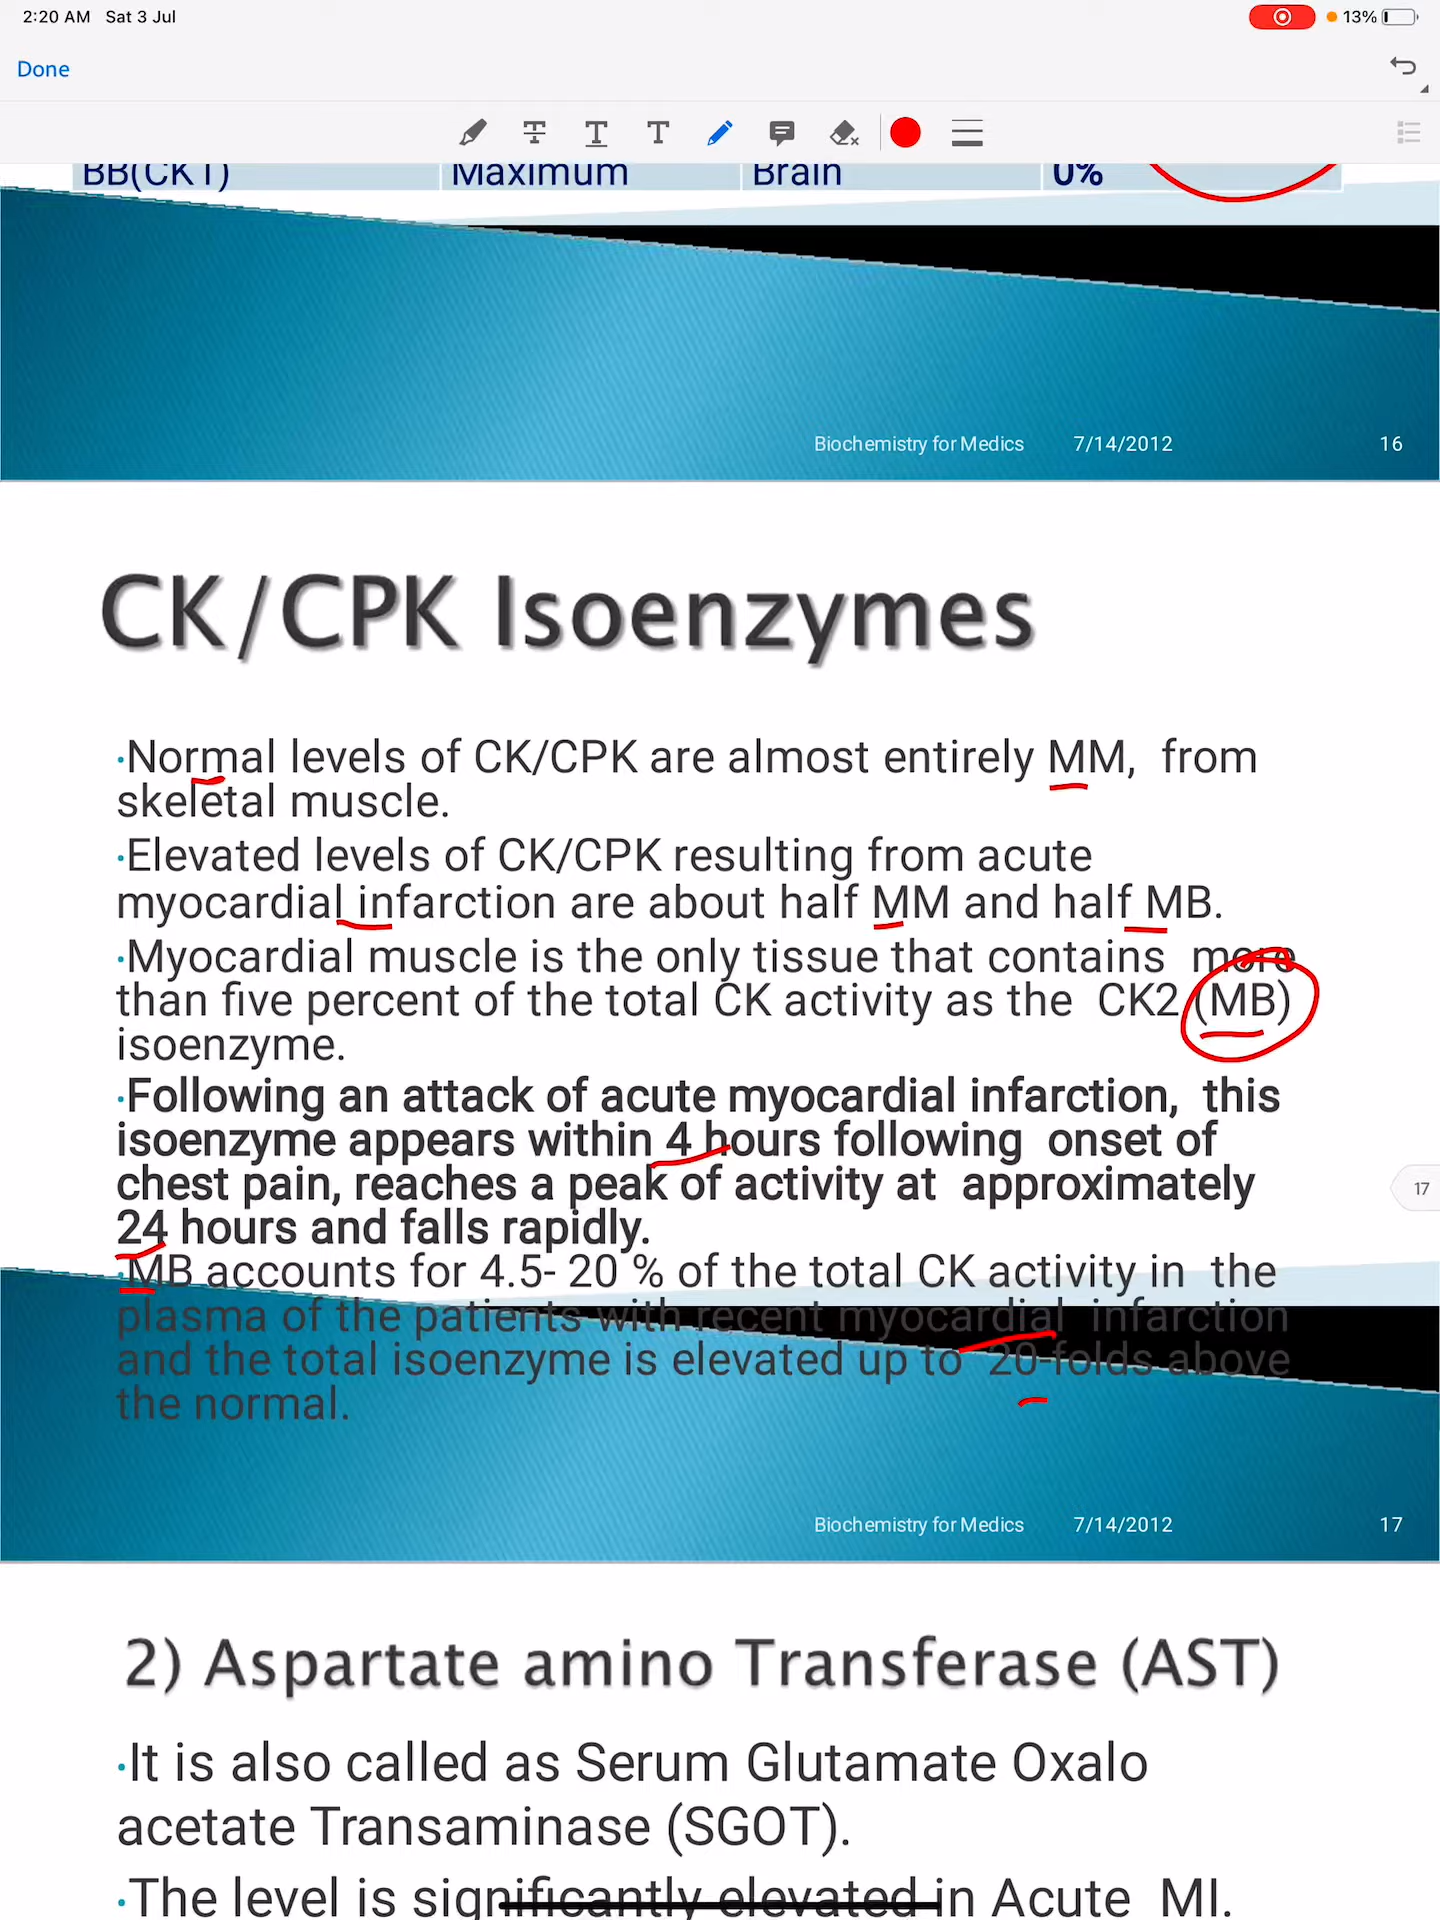 2:20 AM Sat 3 Jul
13%
Done
BB(CK1) Maximum Brain 0%
Biochemistry for Medics 7/14/2012 16
CK/CPK Isoenzymes
·Normal levels of CK/CPK are almost entirely MM, from
skeletal muscle.
·Elevated levels of CK/CPK resulting from acute
myocardial infarction are about half MM and half MB.
·Myocardial muscle is the only tissue that contains more
than five percent of the total CK activity as the CK2 (MB)
isoenzyme.
·Following an attack of acute myocardial infarction, this
isoenzyme appears within 4 hours following onset of
chest pain, reaches a peak of activity at approximately
24 hours and falls rapidly.
·MB accounts for 4.5- 20 % of the total CK activity in the
plasma of the patients with recent myocardial infarction
and the total isoenzyme is elevated up to 20-folds above
the normal.
17
Biochemistry for Medics 7/14/2012 17
2) Aspartate amino Transferase (AST)
·It is also called as Serum Glutamate Oxalo
acetate Transaminase (SGOT).
·The level is significantly elevated in Acute MI.